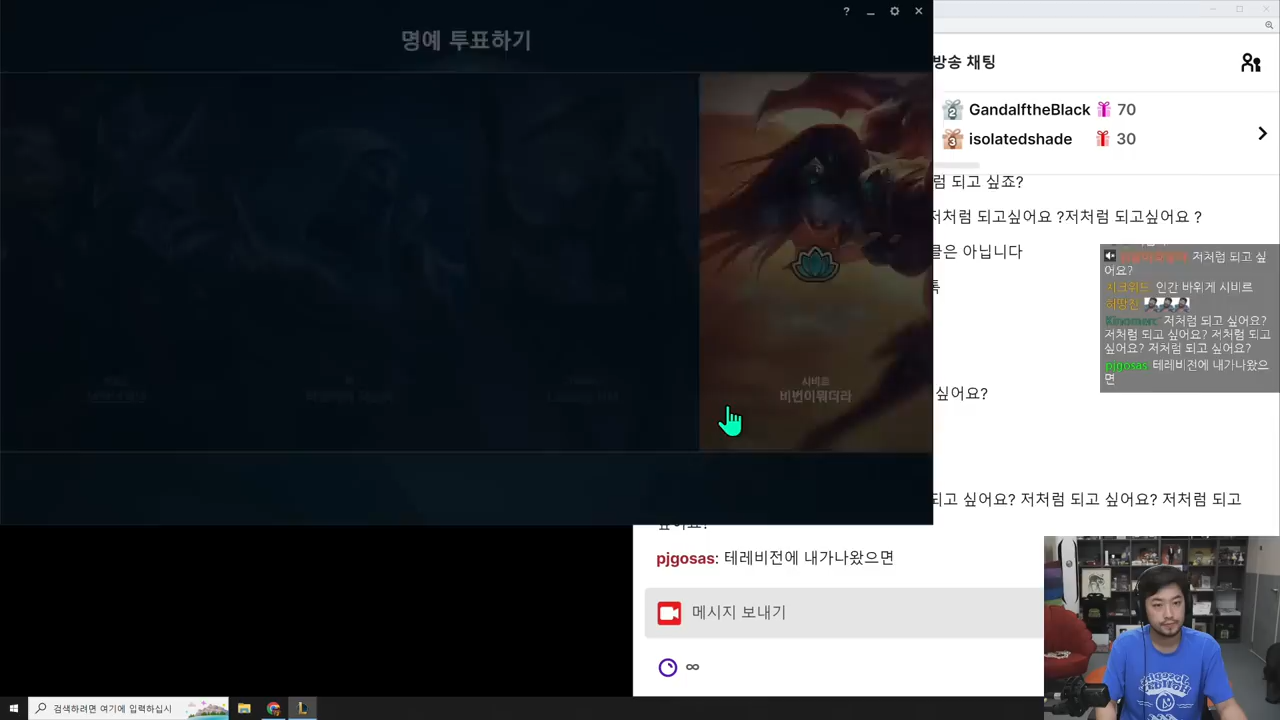 명예 투표하기
시비르
비번이뭐더라
방송 채팅
2 GandalftheBlack 70
3 isolatedshade 30
럼 되고 싶죠?
저처럼 되고싶어요 ?저처럼 되고싶어요 ?
클은 아닙니다
톡
싶어요?
되고 싶어요? 저처럼 되고 싶어요? 저처럼 되고
싶어요?
pjgosas: 테레비전에 내가나왔으면
메시지 보내기
∞
저처럼 되고 싶
어요?
인간 바위게 시비르
저처럼 되고 싶어요?
저처럼 되고 싶어요? 저처럼 되고
싶어요? 저처럼 되고 싶어요?
pjgosas 테레비전에 내가나왔으
면
검색하려면 여기에 입력하십시